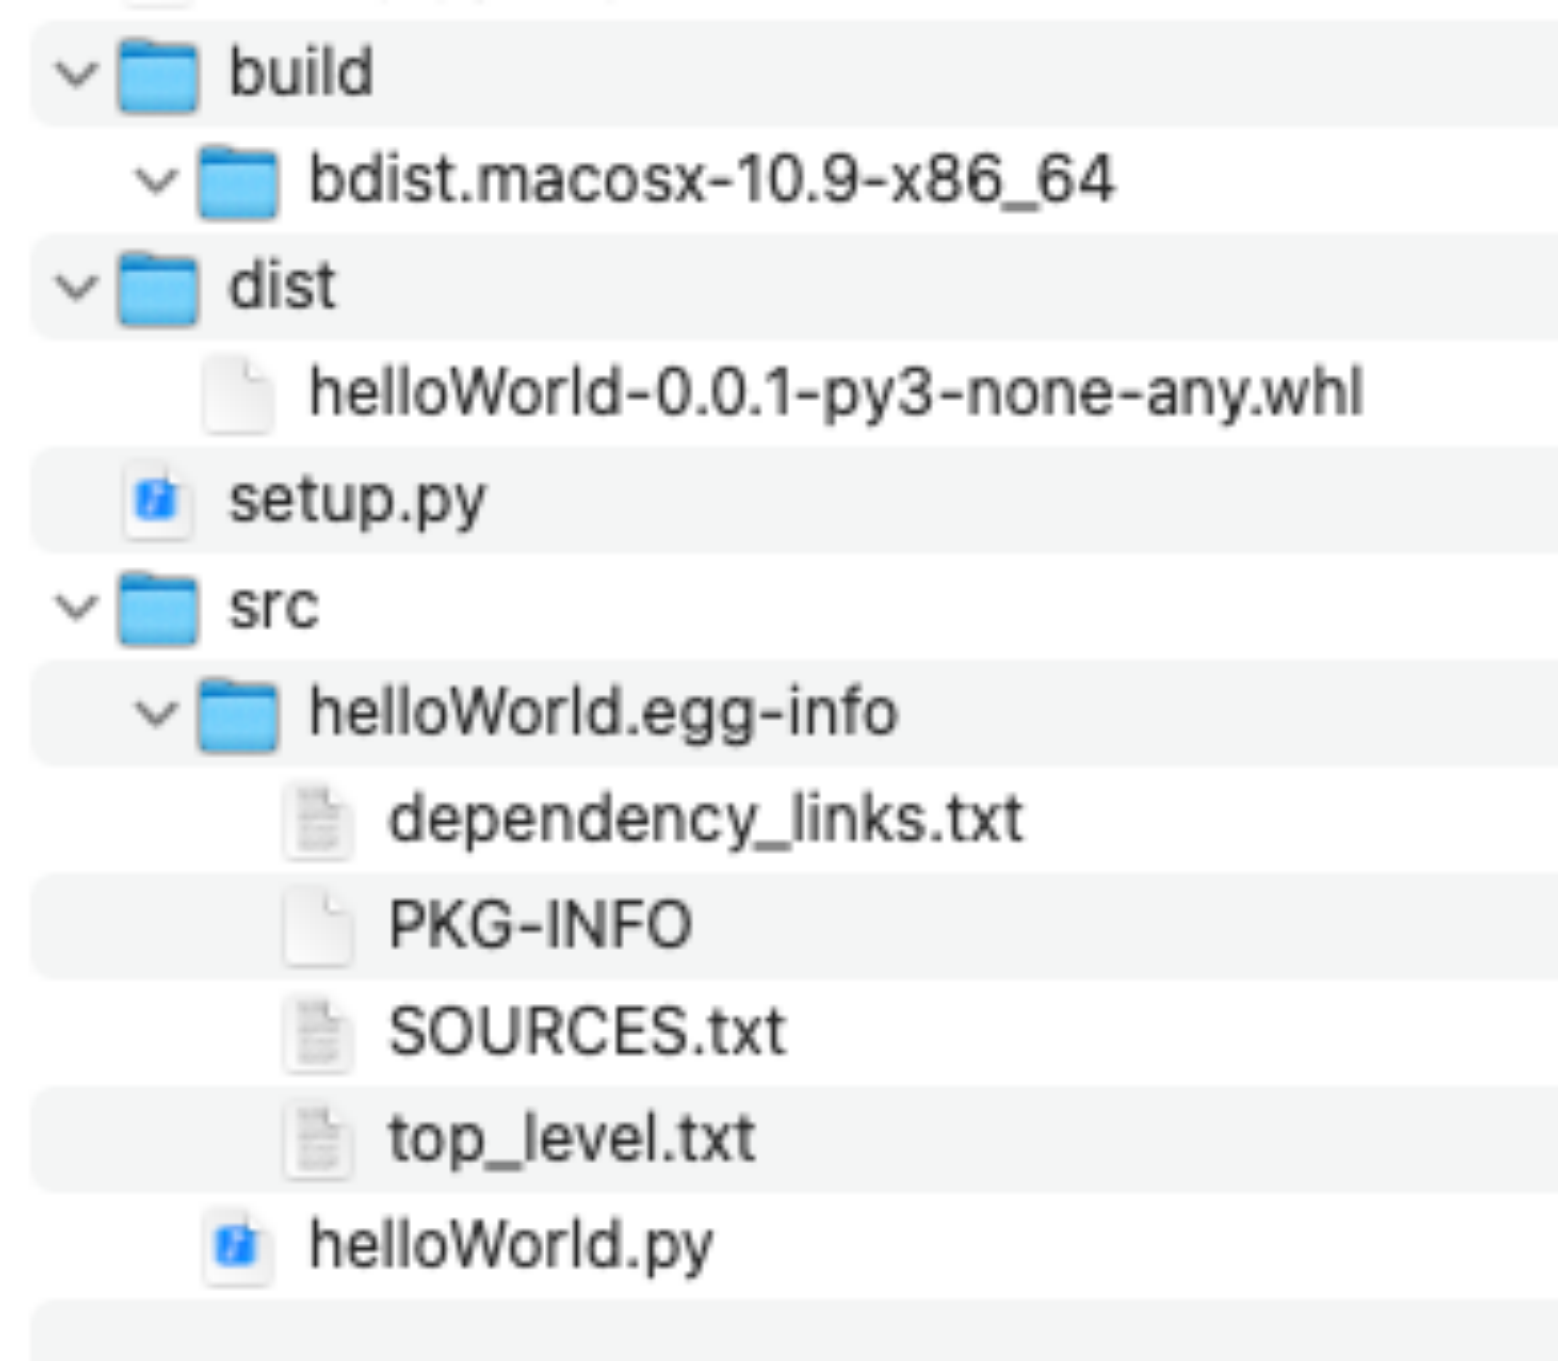 build
bdist.macosx-10.9-x86_64
dist
helloWorld-0.0.1-py3-none-any.whl
setup.py
src
helloWorld.egg-info
dependency_links.txt
PKG-INFO
SOURCES.txt
top_level.txt
helloWorld.py